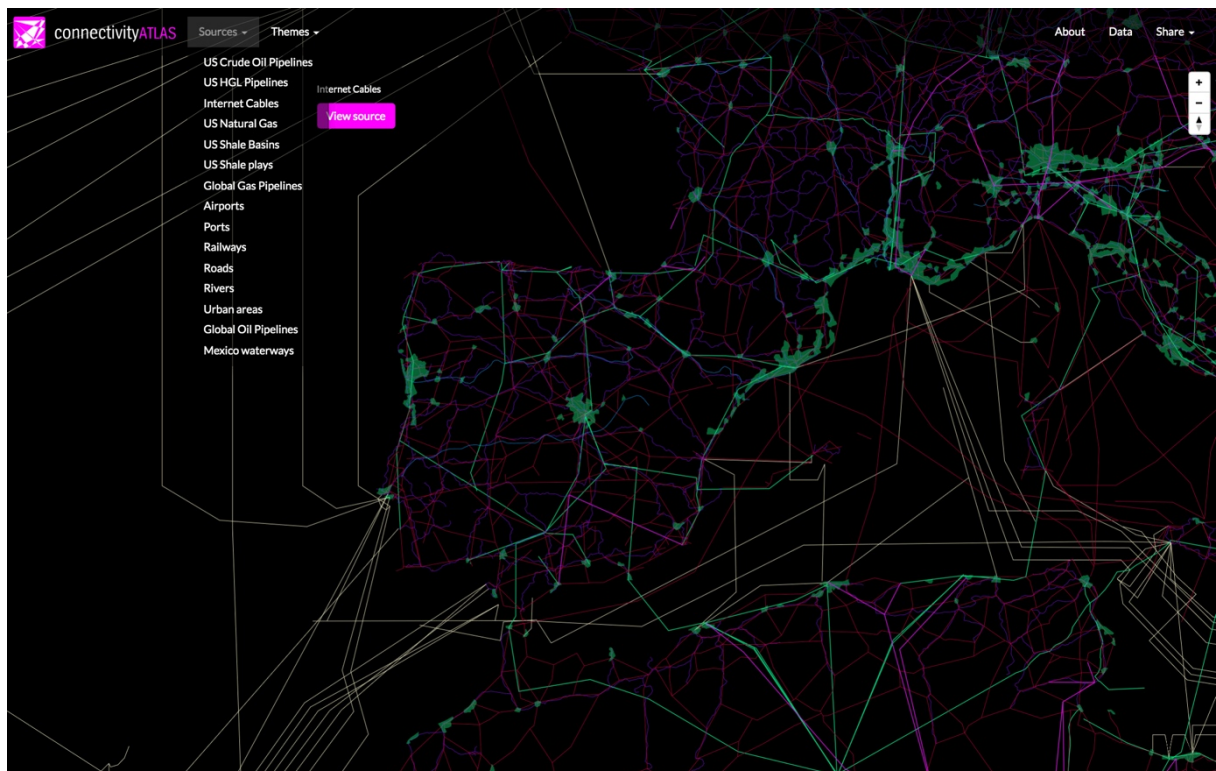 connectivityATLAS Sources Themes About Data Share
US Crude Oil Pipelines
US HGL Pipelines
Internet Cables
US Natural Gas
US Shale Basins
US Shale plays
Global Gas Pipelines
Airports
Ports
Railways
Roads
Rivers
Urban areas
Global Oil Pipelines
Mexico waterways
Internet Cables
View source